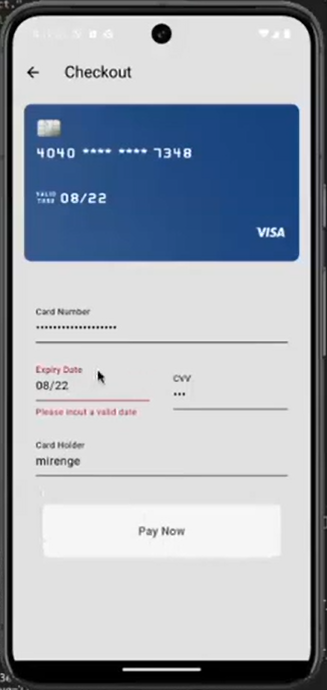 Checkout
4040 **** **** 7348
VALID
THRU 08/22
VISA
Card Number
•••••••••••••••••••
Expiry Date
08/22
CVV
•••
Please input a valid date
Card Holder
mirenge
Pay Now